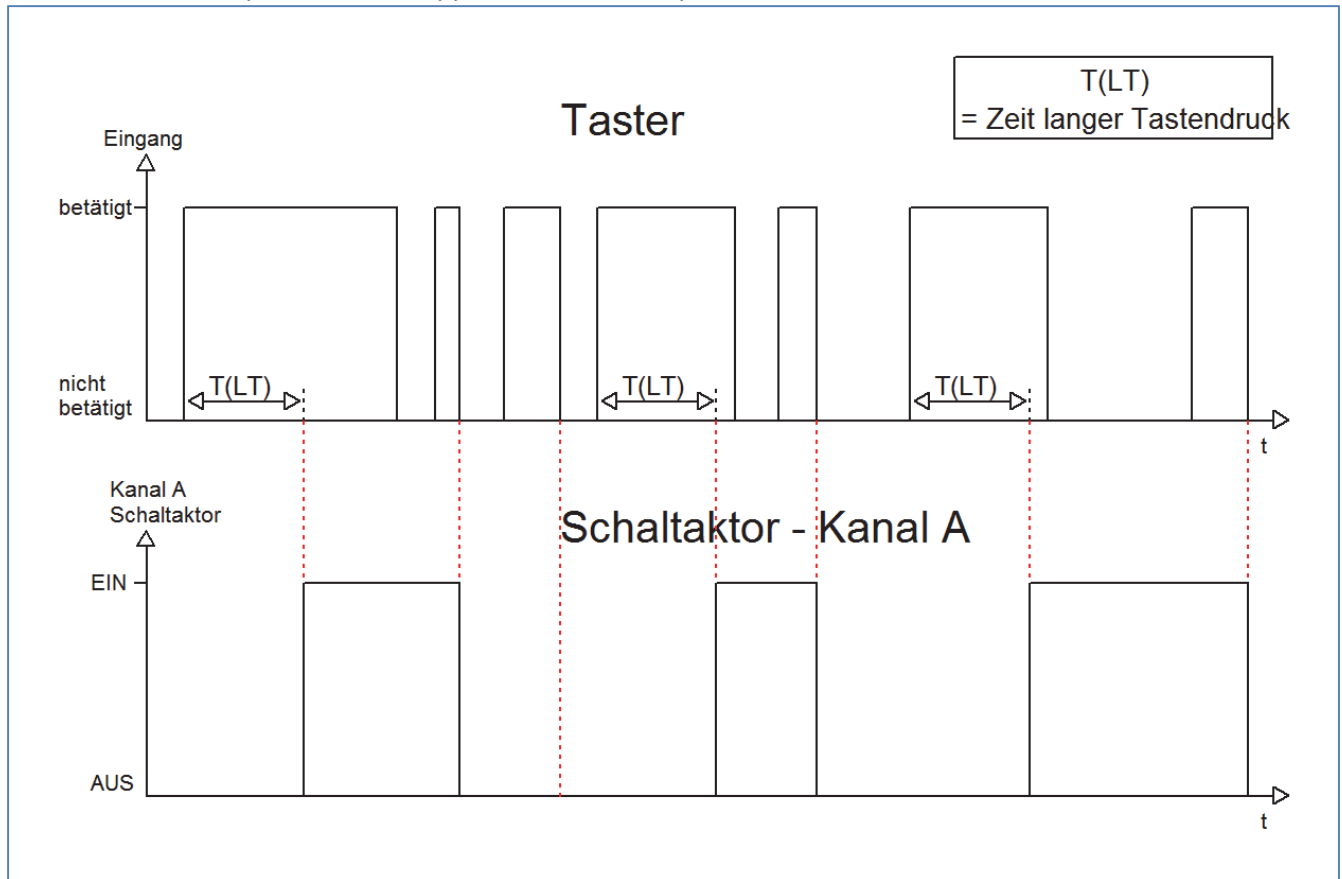 T(LT)
= Zeit langer Tastendruck
Taster
Eingang
betätigt
nicht
betätigt
T(LT)
T(LT)
T(LT)
t
Kanal A
Schaltaktor
Schaltaktor - Kanal A
EIN
AUS
t